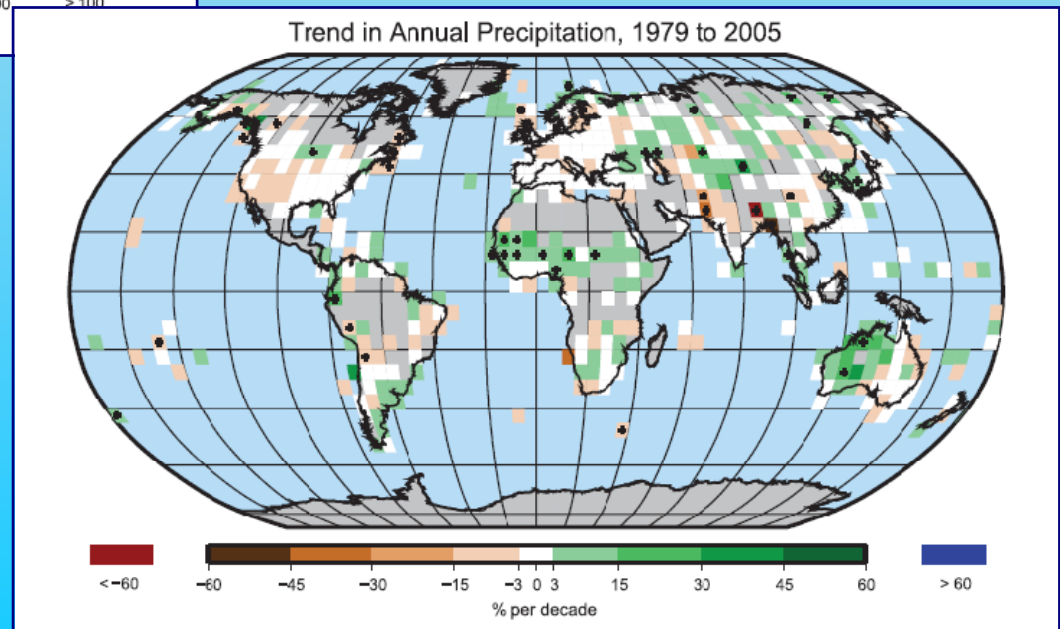 > 100
Trend in Annual Precipitation, 1979 to 2005
< −60 −60 −45 −30 −15 −3 0 3 15 30 45 60 > 60
% per decade